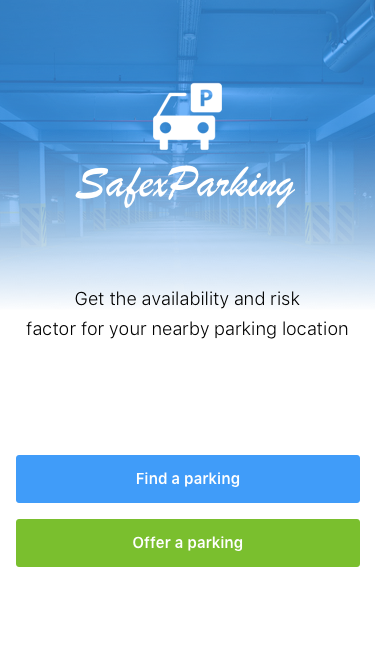 P
SafexParking
Get the availability and risk
factor for your nearby parking location
Find a parking
Offer a parking